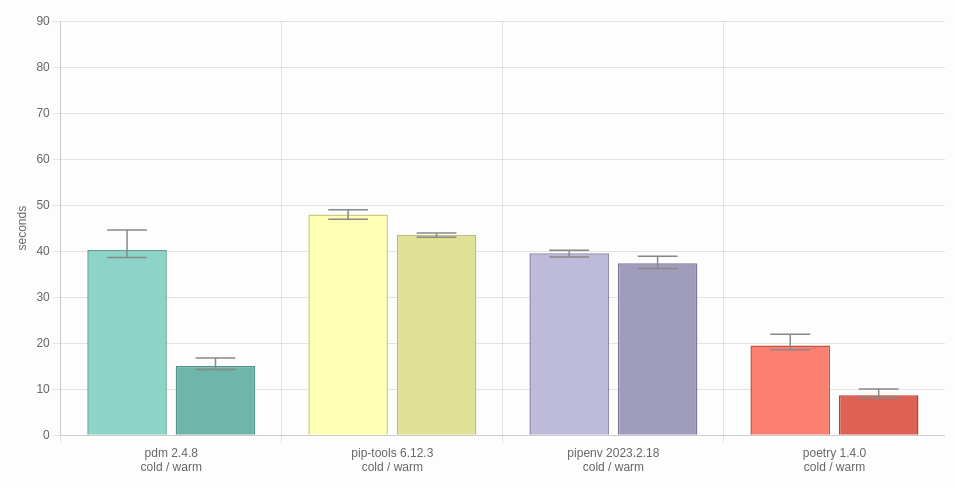 90
80
70
60
50
40
30
20
10
0
seconds
pdm 2.4.8
cold / warm
pip-tools 6.12.3
cold / warm
pipenv 2023.2.18
cold / warm
poetry 1.4.0
cold / warm